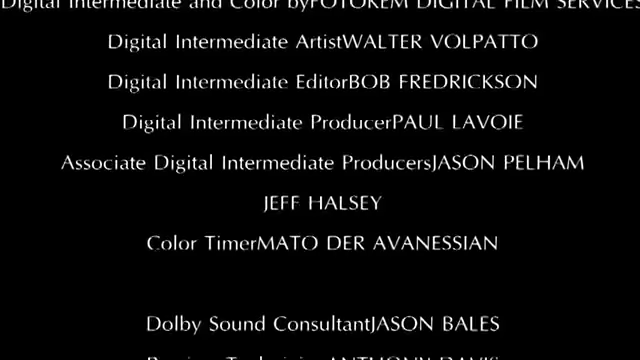 Digital Intermediate and Color byFOTOKEM DIGITAL FILM SERVICES
Digital Intermediate ArtistWALTER VOLPATTO
Digital Intermediate EditorBOB FREDRICKSON
Digital Intermediate ProducerPAUL LAVOIE
Associate Digital Intermediate ProducersJASON PELHAM
JEFF HALSEY
Color TimerMATO DER AVANESSIAN
Dolby Sound ConsultantJASON BALES